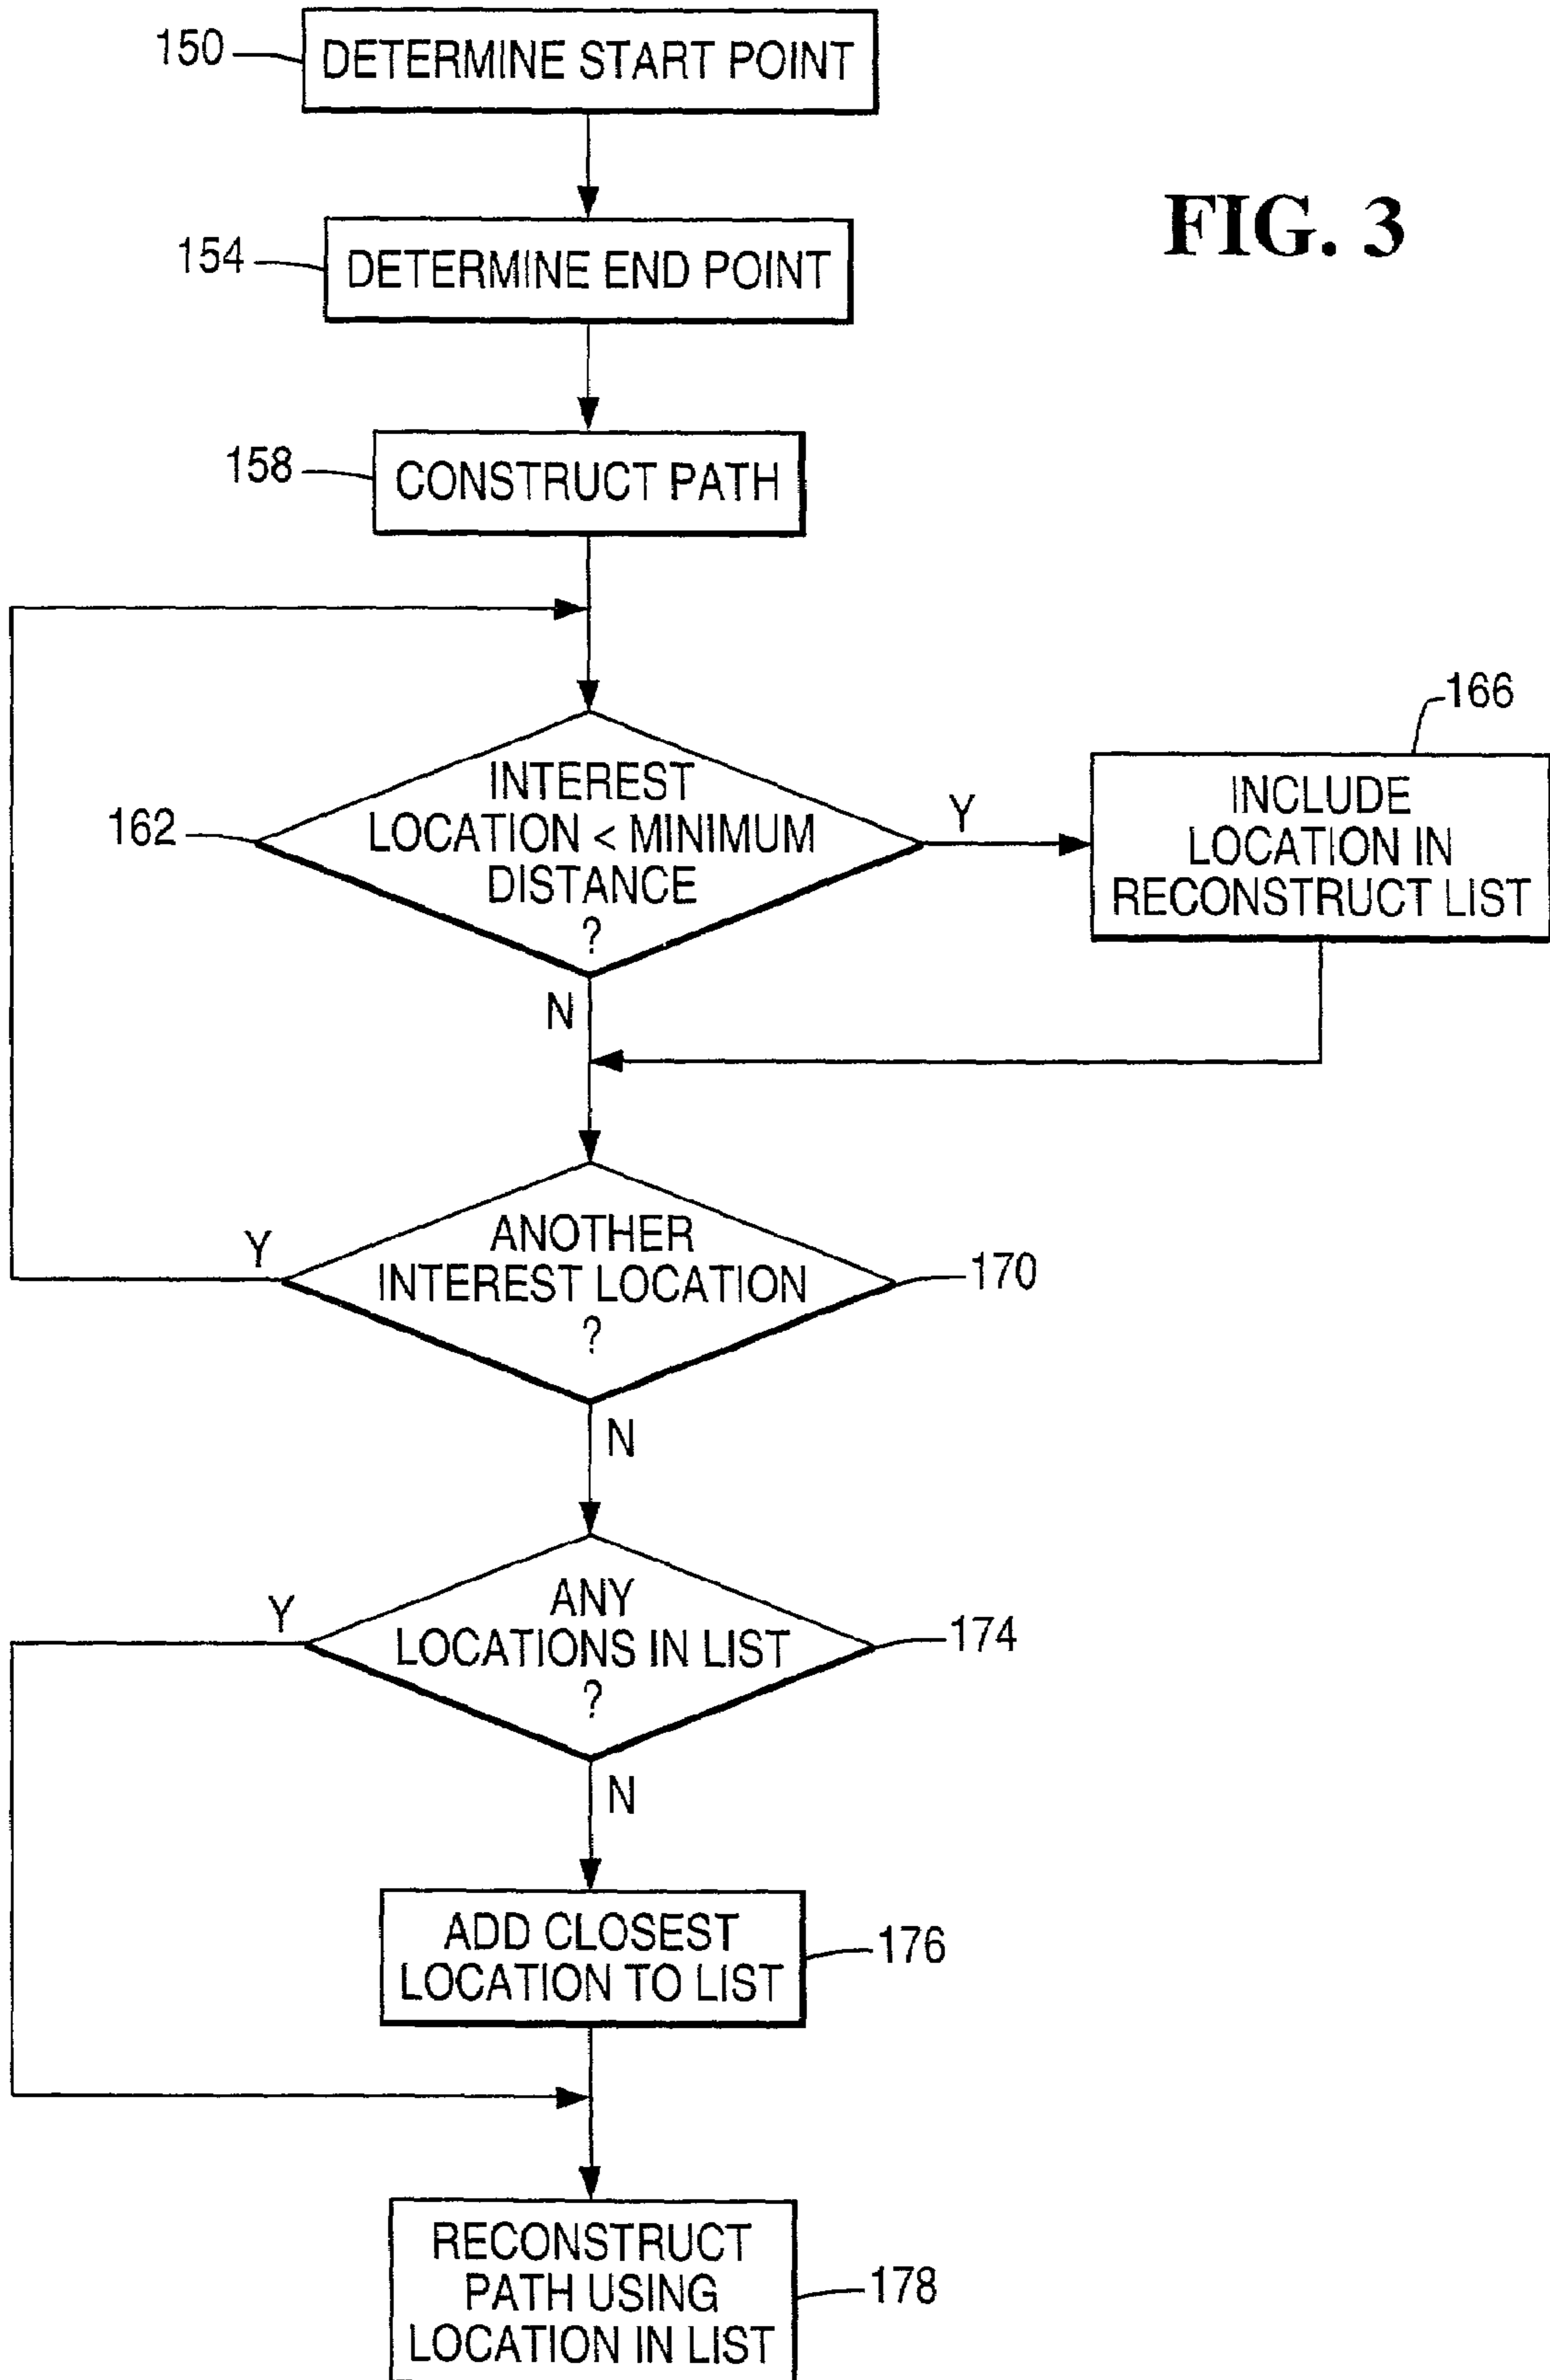 150
DETERMINE START POINT
FIG. 3
154
DETERMINE END POINT
158
CONSTRUCT PATH
166
162
INTEREST
LOCATION < MINIMUM
DISTANCE
?
Y
INCLUDE
LOCATION IN
RECONSTRUCT LIST
N
Y
ANOTHER
INTEREST LOCATION
?
170
N
Y
ANY
LOCATIONS IN LIST
?
174
N
ADD CLOSEST
LOCATION TO LIST
176
RECONSTRUCT
PATH USING
LOCATION IN LIST
178